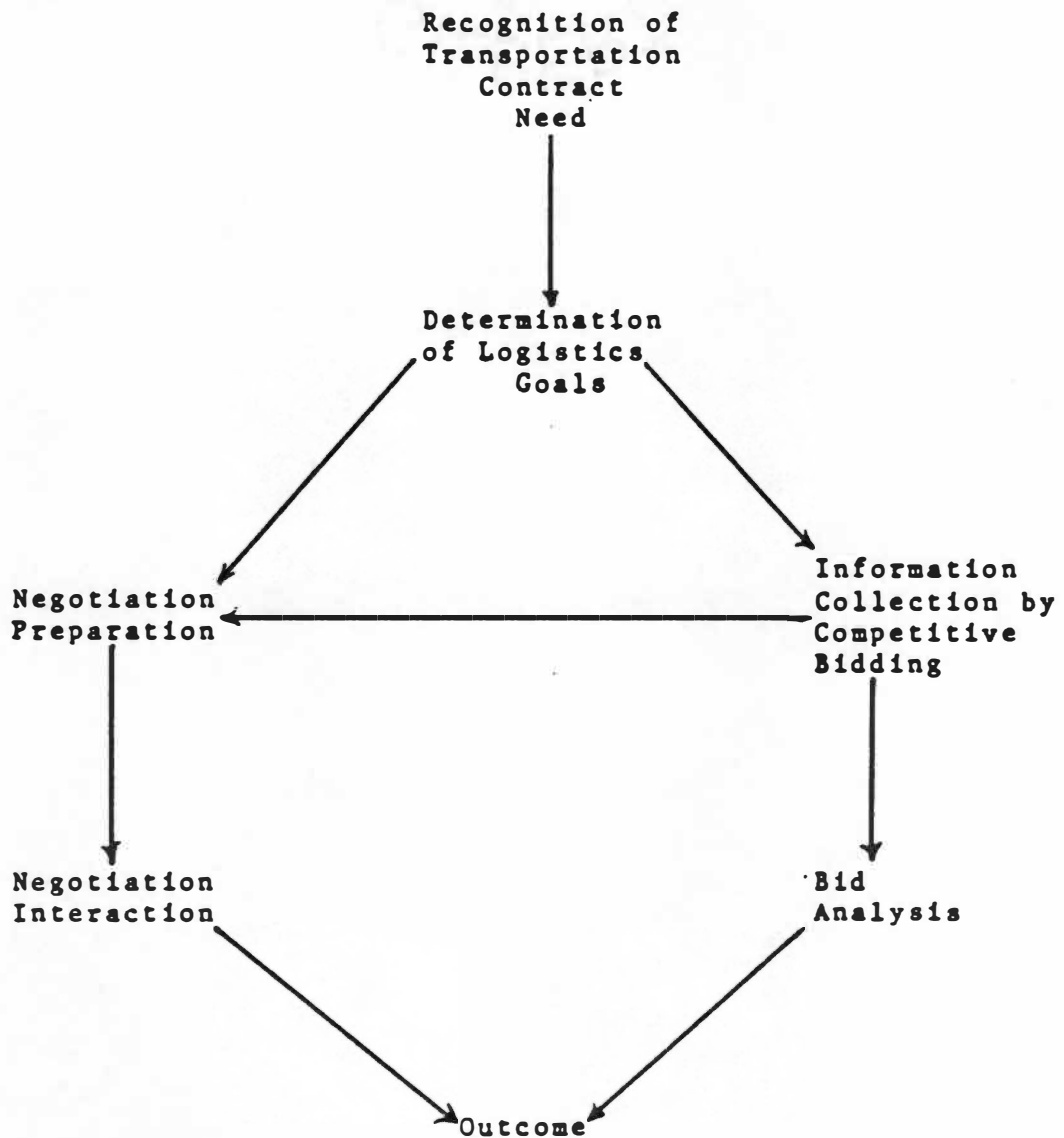 Recognition of
Transportation
Contract
Need
Determination
of Logistics
Goals
Negotiation
Preparation
Information
Collection by
Competitive
Bidding
Negotiation
Interaction
Bid
Analysis
Outcome